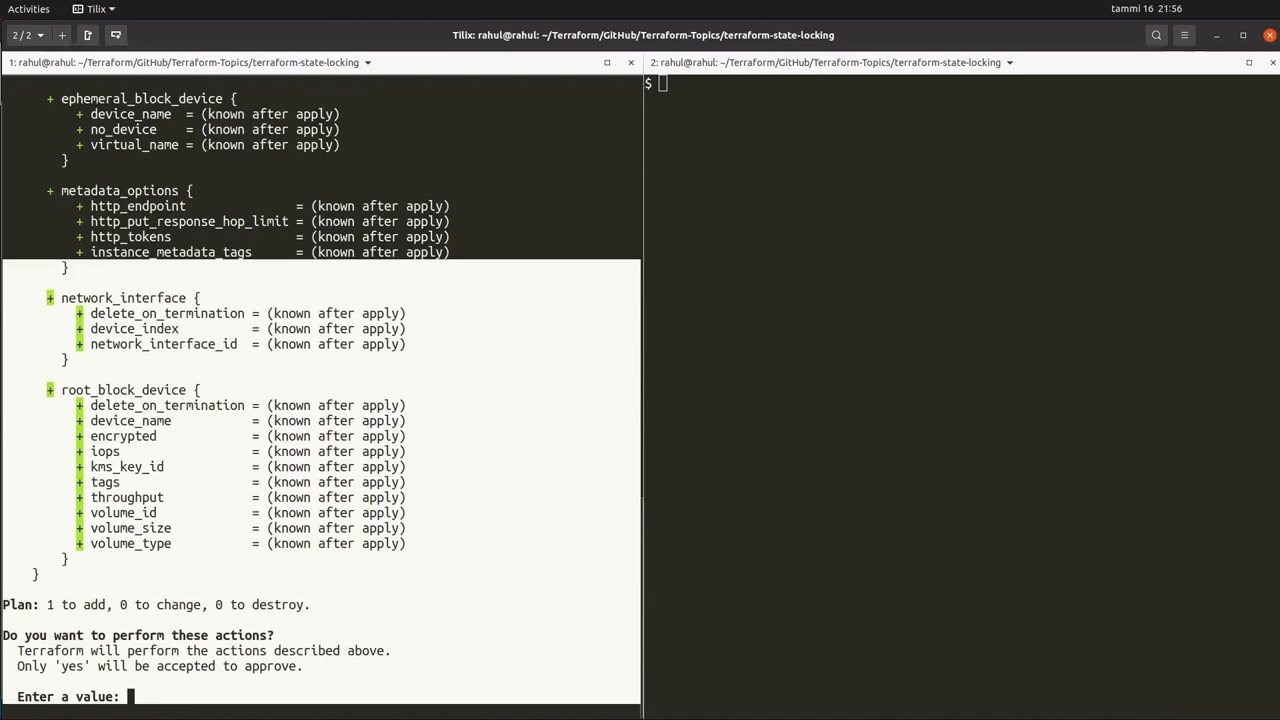 Activities Tilix tammi 16 21:56
2/2 Tilix: rahul@rahul: ~/Terraform/GitHub/Terraform-Topics/terraform-state-locking
1: rahul@rahul: ~/Terraform/GitHub/Terraform-Topics/terraform-state-locking
2: rahul@rahul: ~/Terraform/GitHub/Terraform-Topics/terraform-state-locking
$
+ ephemeral_block_device {
+ device_name = (known after apply)
+ no_device = (known after apply)
+ virtual_name = (known after apply)
}
+ metadata_options {
+ http_endpoint = (known after apply)
+ http_put_response_hop_limit = (known after apply)
+ http_tokens = (known after apply)
+ instance_metadata_tags = (known after apply)
}
+ network_interface {
+ delete_on_termination = (known after apply)
+ device_index = (known after apply)
+ network_interface_id = (known after apply)
}
+ root_block_device {
+ delete_on_termination = (known after apply)
+ device_name = (known after apply)
+ encrypted = (known after apply)
+ iops = (known after apply)
+ kms_key_id = (known after apply)
+ tags = (known after apply)
+ throughput = (known after apply)
+ volume_id = (known after apply)
+ volume_size = (known after apply)
+ volume_type = (known after apply)
}
}
Plan: 1 to add, 0 to change, 0 to destroy.
Do you want to perform these actions?
Terraform will perform the actions described above.
Only 'yes' will be accepted to approve.
Enter a value: